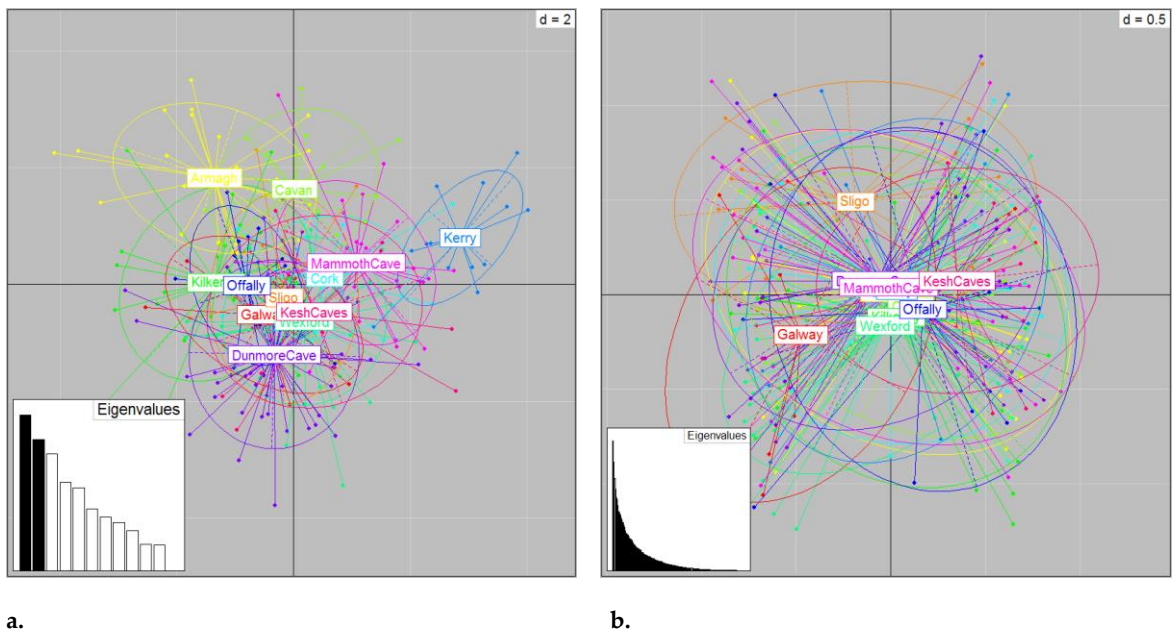 d = 2
Armagh
Cavan
Kerry
MammothCave
Cork
Offally
Sligo
KeshCaves
Wexford
DunmoreCave
Eigenvalues
a.
d = 0.5
Sligo
KeshCaves
MammothCave
Offally
Wexford
Galway
Eigenvalues
b.